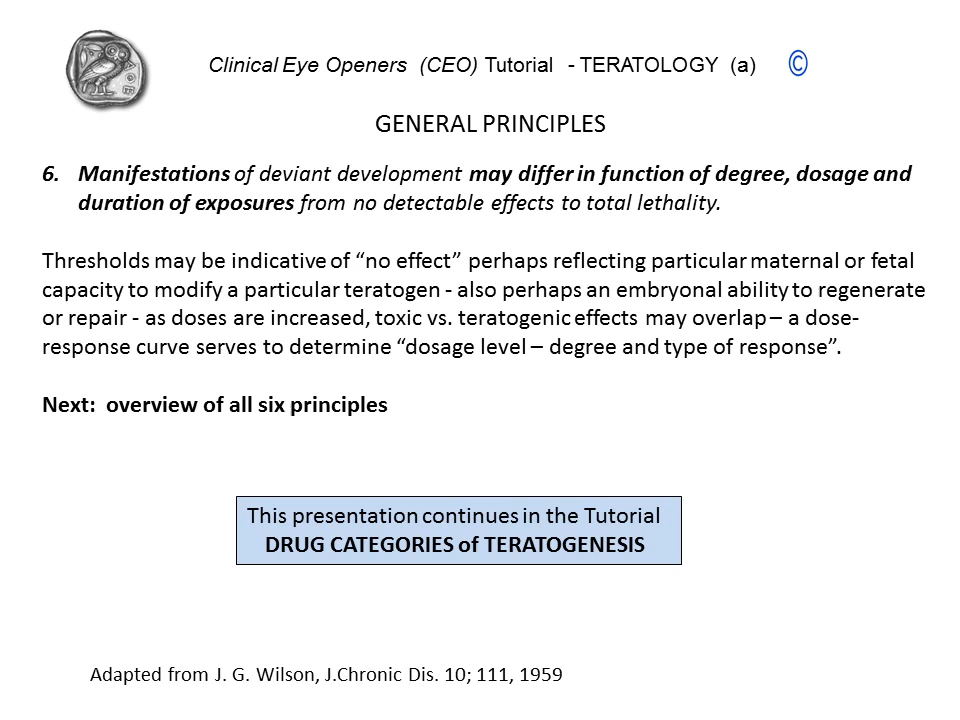 Clinical Eye Openers (CEO) Tutorial - TERATOLOGY (a) ©
GENERAL PRINCIPLES
6. Manifestations of deviant development may differ in function of degree, dosage and
duration of exposures from no detectable effects to total lethality.
Thresholds may be indicative of “no effect” perhaps reflecting particular maternal or fetal
capacity to modify a particular teratogen - also perhaps an embryonal ability to regenerate
or repair - as doses are increased, toxic vs. teratogenic effects may overlap – a dose-
response curve serves to determine “dosage level – degree and type of response”.
Next: overview of all six principles
This presentation continues in the Tutorial
DRUG CATEGORIES of TERATOGENESIS
Adapted from J. G. Wilson, J.Chronic Dis. 10; 111, 1959